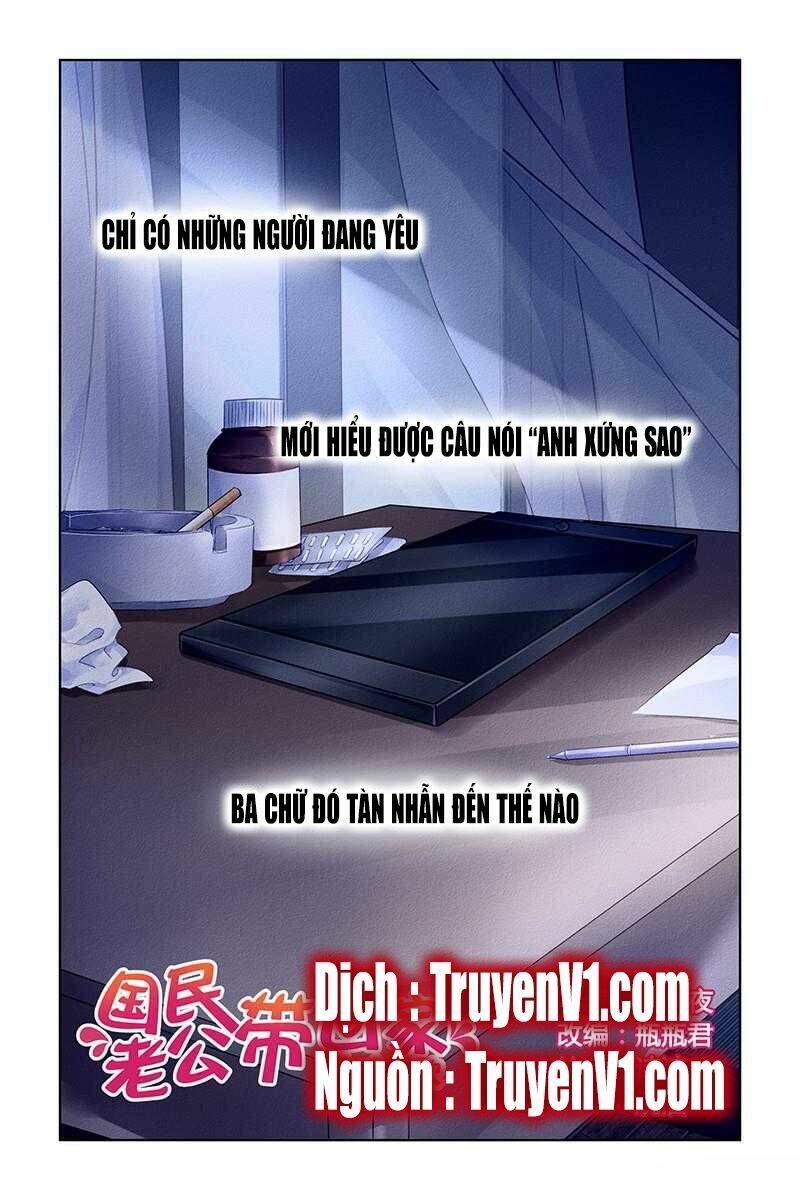 CHỈ CÓ NHỮNG NGƯỜI ĐANG YÊU
MỚI HIỂU ĐƯỢC CÂU NÓI “ANH XỨNG SAO”
BA CHỮ ĐÓ TÀN NHẪN ĐẾN THẾ NÀO
国民
老公带回家
Dịch : TruyenV1.com
夜
改编：瓶瓶君
Nguồn : TruyenV1.com